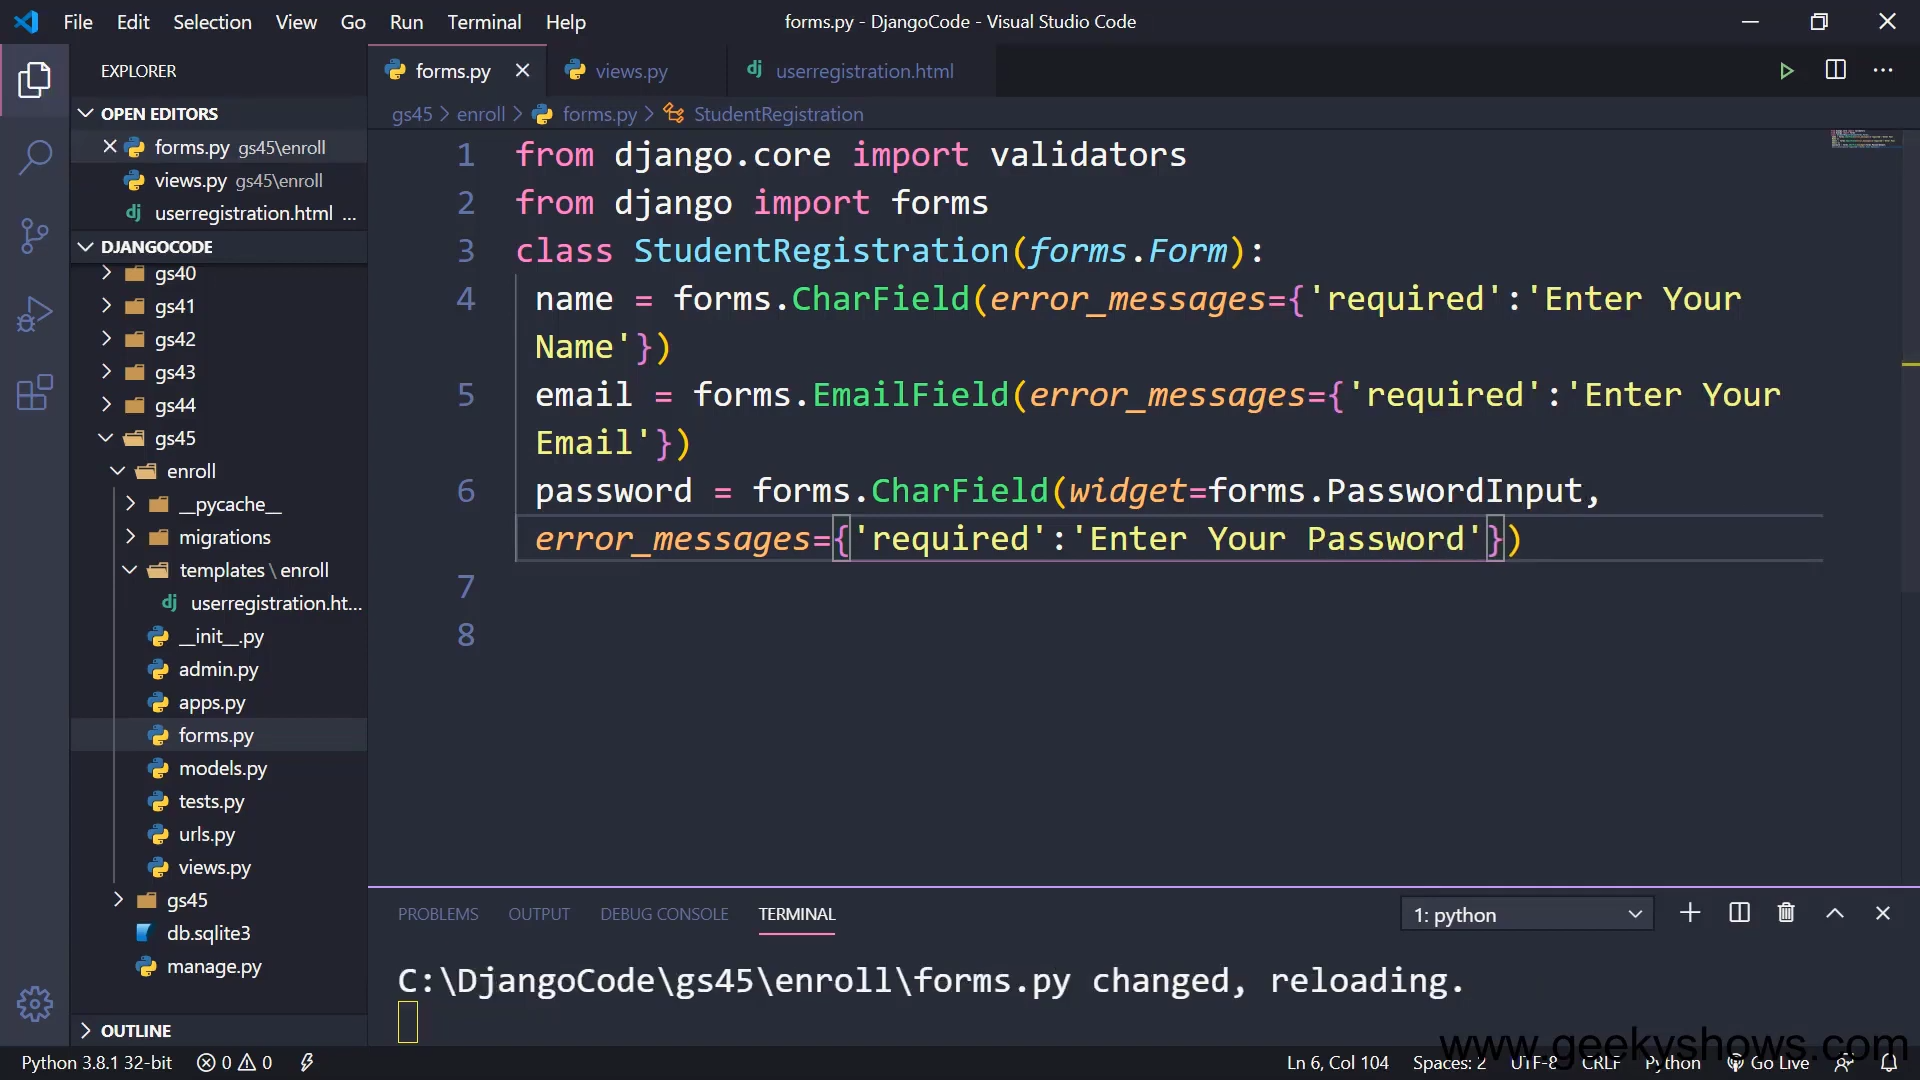 File Edit Selection View Go Run Terminal Help
forms.py - DjangoCode - Visual Studio Code
EXPLORER
OPEN EDITORS
forms.py gs45\enroll
views.py gs45\enroll
userregistration.html ...
DJANGOCODE
gs40
gs41
gs42
gs43
gs44
gs45
enroll
__pycache__
migrations
templates \ enroll
userregistration.ht...
__init__.py
admin.py
apps.py
forms.py
models.py
tests.py
urls.py
views.py
gs45
db.sqlite3
manage.py
OUTLINE
forms.py views.py userregistration.html
gs45 > enroll > forms.py > StudentRegistration
1 from django.core import validators
2 from django import forms
3 class StudentRegistration(forms.Form):
4 name = forms.CharField(error_messages={'required':'Enter Your
Name'})
5 email = forms.EmailField(error_messages={'required':'Enter Your
Email'})
6 password = forms.CharField(widget=forms.PasswordInput,
error_messages={'required':'Enter Your Password'})
7
8
PROBLEMS OUTPUT DEBUG CONSOLE TERMINAL
1: python
C:\DjangoCode\gs45\enroll\forms.py changed, reloading.
www.geekyshows.com
Python 3.8.1 32-bit 0 0
Ln 6, Col 104 Spaces: 2 UTF-8 CRLF Python Go Live